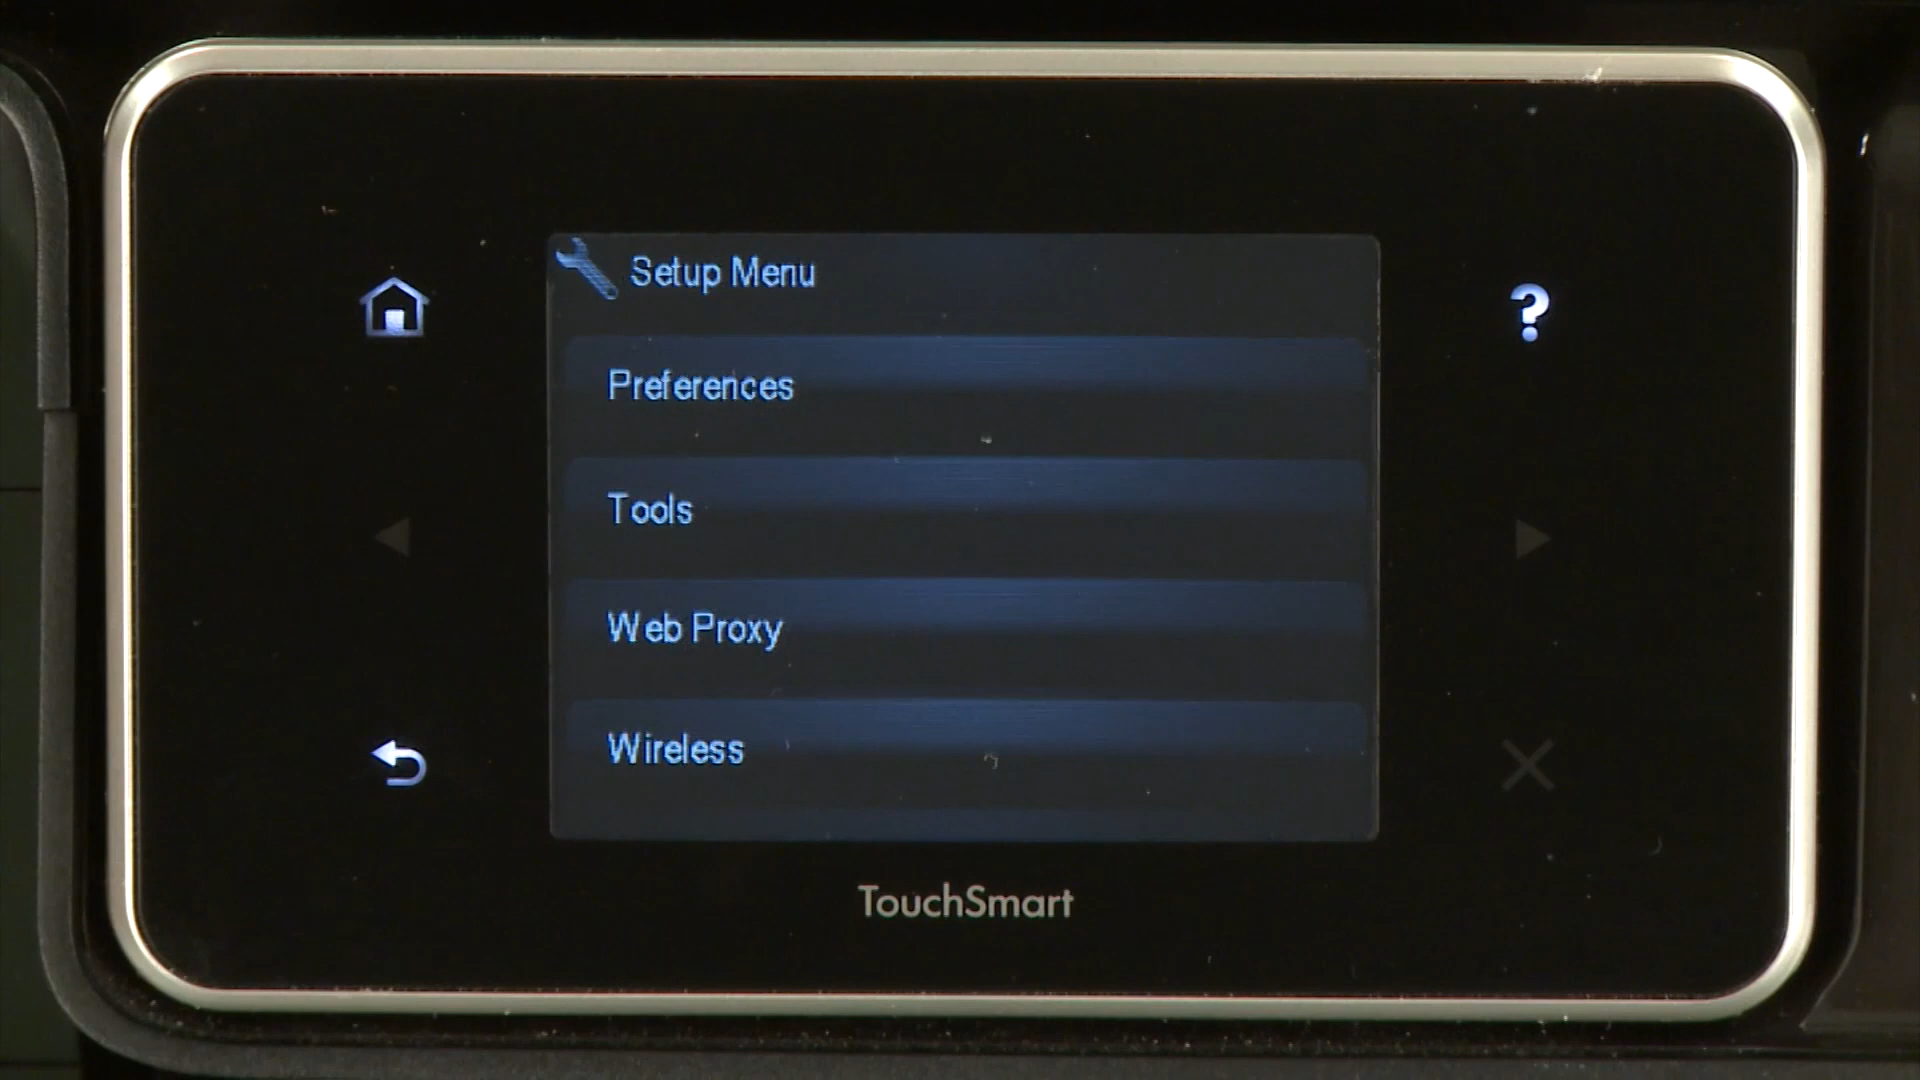 Setup Menu
Preferences
Tools
Web Proxy
Wireless
TouchSmart